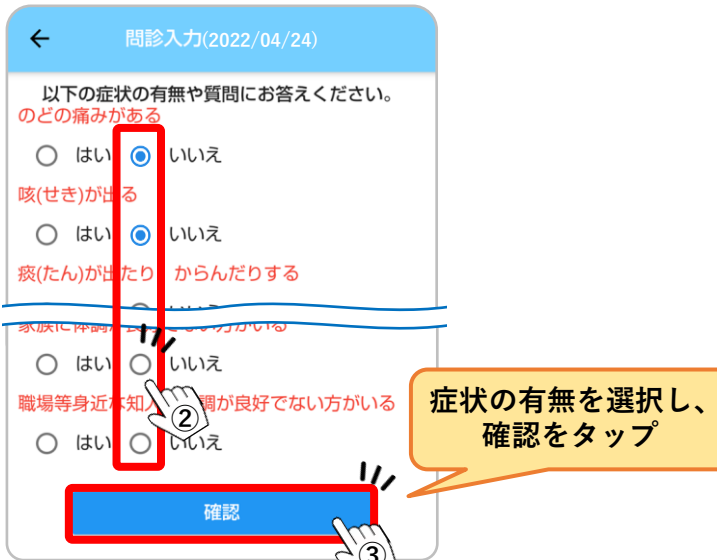 問診入力(2022/04/24)
以下の症状の有無や質問にお答えください。
のどの痛みがある
はい いいえ
咳(せき)が出る
はい いいえ
痰(たん)が出たり からんだりする
はい いいえ
職場等身近な知人 調が良好でない方がいる
②
はい いいえ
症状の有無を選択し、
確認をタップ
確認
③